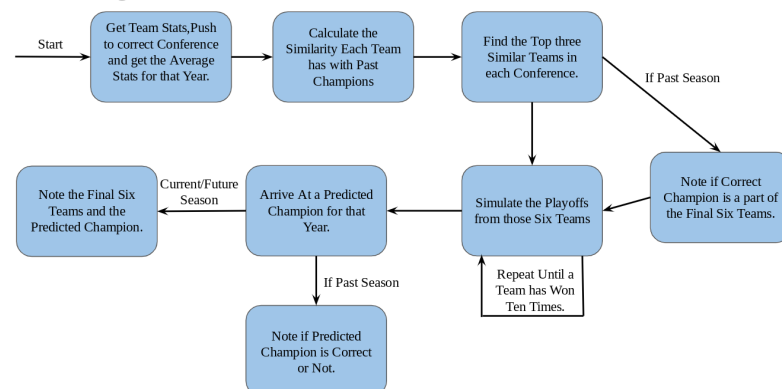 Start
Get Team Stats,Push
to correct Conference
and get the Average
Stats for that Year.
Calculate the
Similarity Each Team
has with Past
Champions
Find the Top three
Similar Teams in
each Conference.
If Past Season
Note the Final Six
Teams and the
Predicted Champion.
Current/Future
Season
Arrive At a Predicted
Champion for that
Year.
Simulate the Playoffs
from those Six Teams
Note if Correct
Champion is a part of
the Final Six Teams.
Repeat Until a
Team has Won
Ten Times.
If Past Season
Note if Predicted
Champion is Correct
or Not.